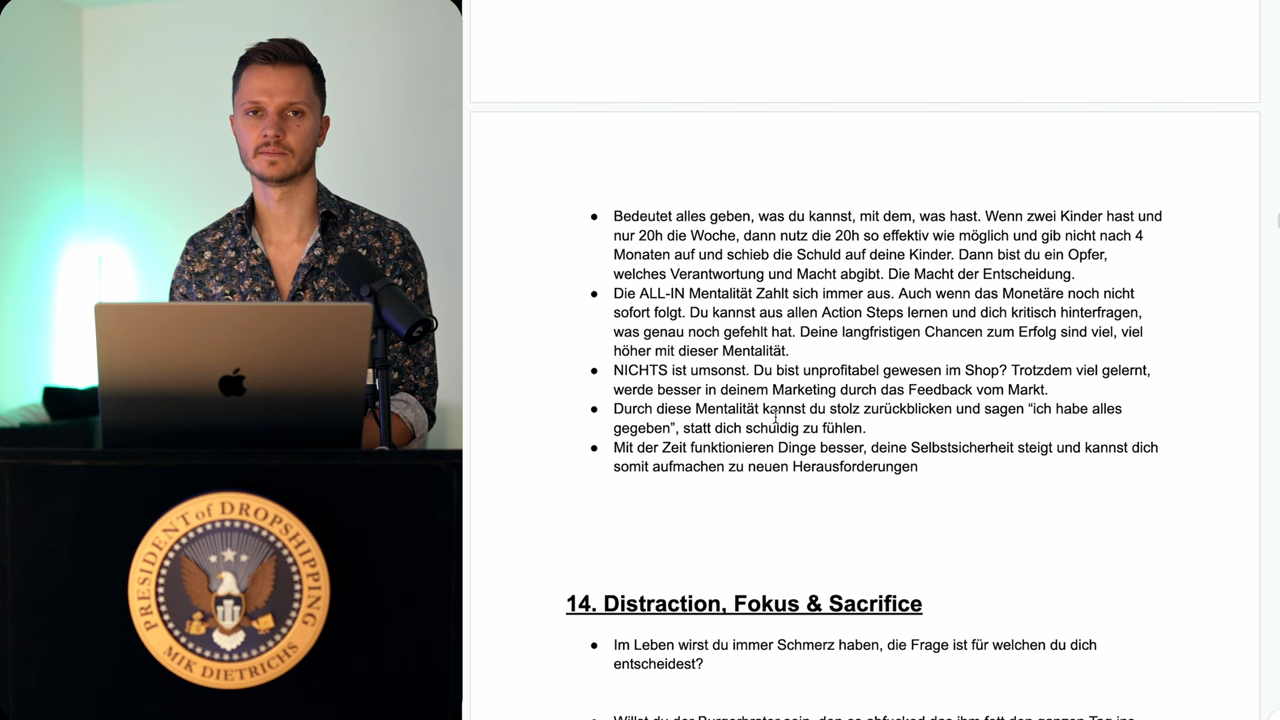 PRESIDENT of DROPSHIPPING
MIK DIETRICHS
Bedeutet alles geben, was du kannst, mit dem, was hast. Wenn zwei Kinder hast und
nur 20h die Woche, dann nutz die 20h so effektiv wie möglich und gib nicht nach 4
Monaten auf und schieb die Schuld auf deine Kinder. Dann bist du ein Opfer,
welches Verantwortung und Macht abgibt. Die Macht der Entscheidung.
Die ALL-IN Mentalität Zahlt sich immer aus. Auch wenn das Monetäre noch nicht
sofort folgt. Du kannst aus allen Action Steps lernen und dich kritisch hinterfragen,
was genau noch gefehlt hat. Deine langfristigen Chancen zum Erfolg sind viel, viel
höher mit dieser Mentalität.
NICHTS ist umsonst. Du bist unprofitabel gewesen im Shop? Trotzdem viel gelernt,
werde besser in deinem Marketing durch das Feedback vom Markt.
Durch diese Mentalität kannst du stolz zurückblicken und sagen “ich habe alles
gegeben”, statt dich schuldig zu fühlen.
Mit der Zeit funktionieren Dinge besser, deine Selbstsicherheit steigt und kannst dich
somit aufmachen zu neuen Herausforderungen
14. Distraction, Fokus & Sacrifice
Im Leben wirst du immer Schmerz haben, die Frage ist für welchen du dich
entscheidest?